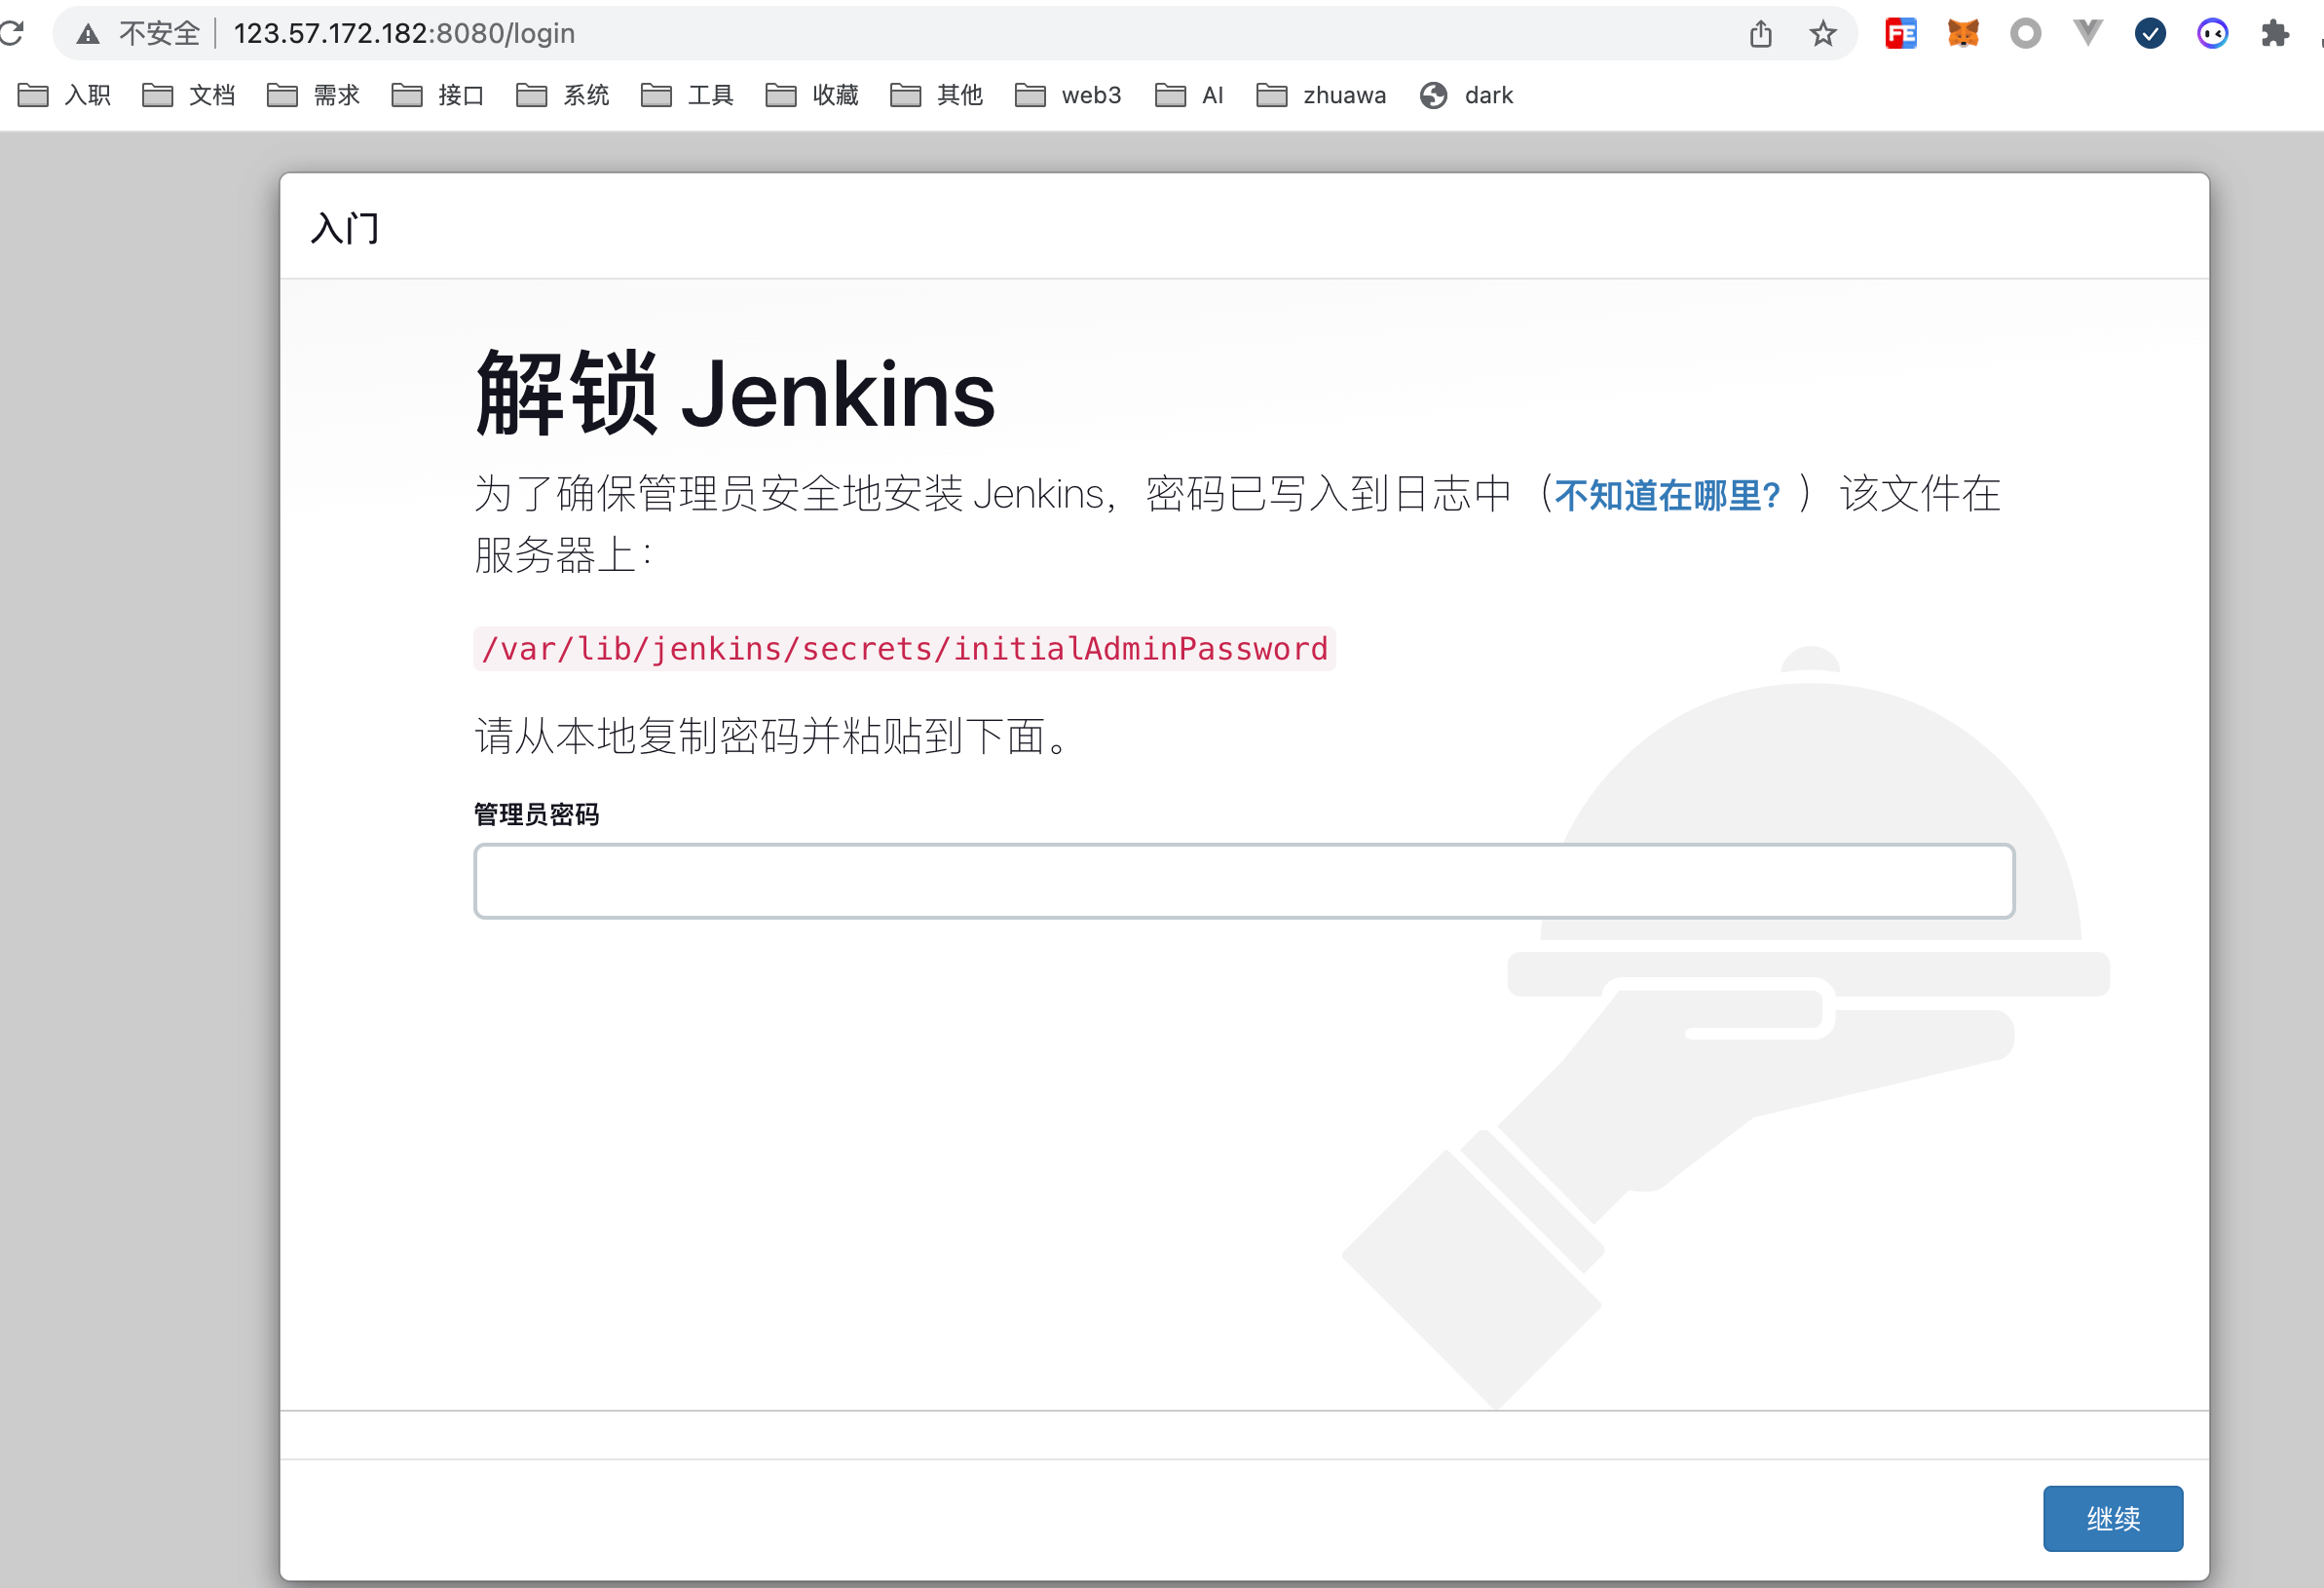 不安全 123.57.172.182:8080/login FE
入职 文档 需求 接口 系统 工具 收藏 其他 web3 AI zhuawa dark
入门
解锁 Jenkins
为了确保管理员安全地安装 Jenkins，密码已写入到日志中（不知道在哪里？）该文件在
服务器上：
/var/lib/jenkins/secrets/initialAdminPassword
请从本地复制密码并粘贴到下面。
管理员密码
继续